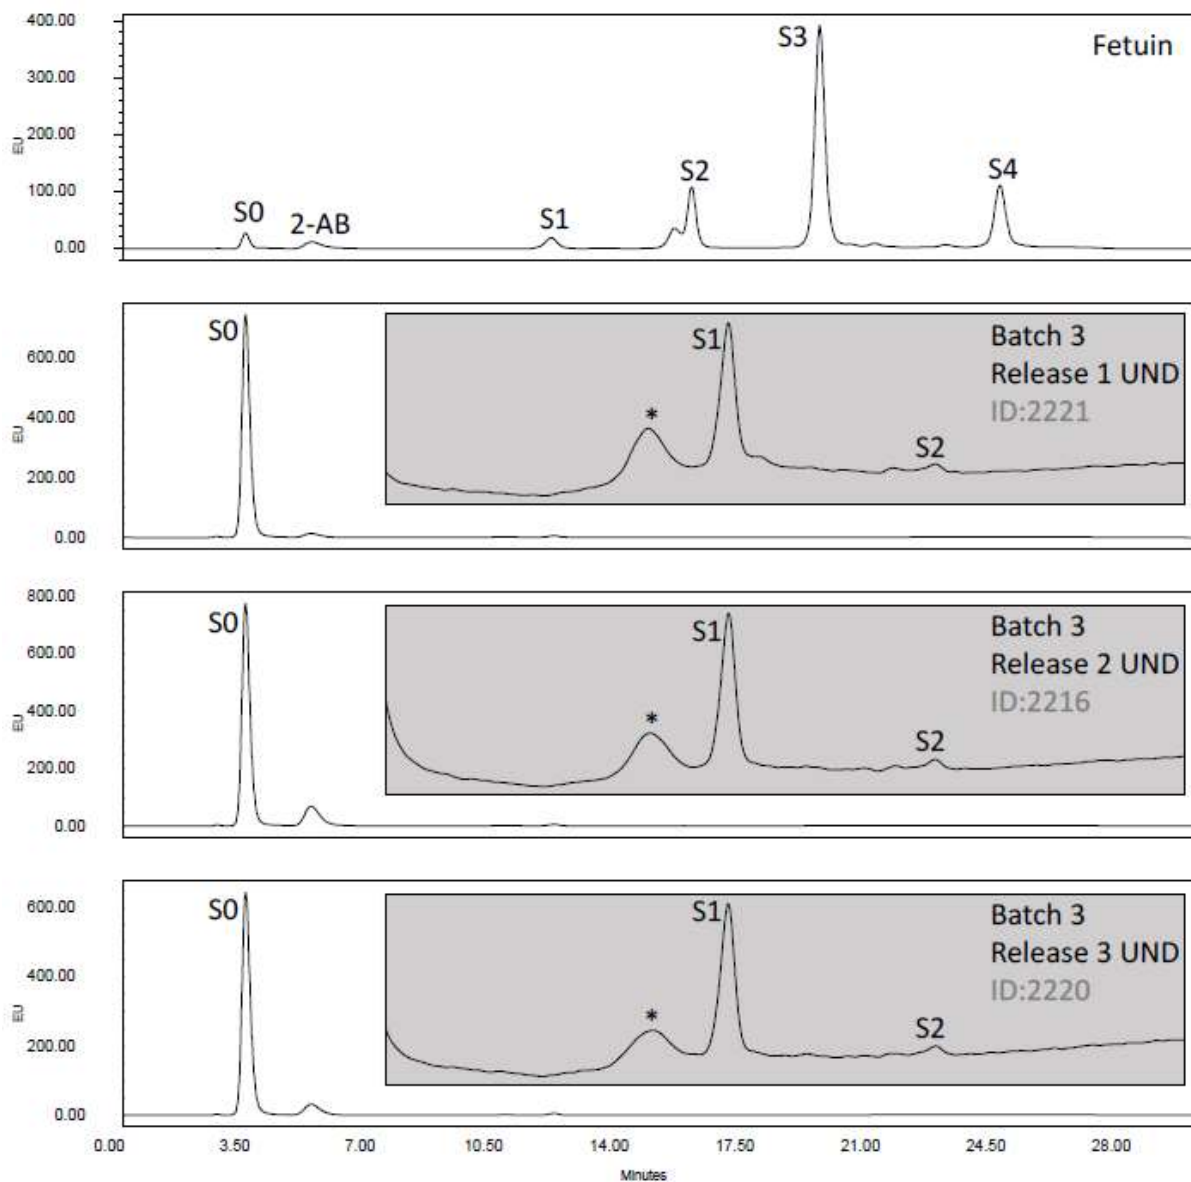 400.00
S3
Fetuin
300.00
EU
200.00
S2
S4
100.00
S0
2-AB
S1
0.00
S0
S1
Batch 3
600.00
Release 1 UND
ID:2221
400.00
*
EU
S2
200.00
0.00
800.00
S0
S1
Batch 3
600.00
Release 2 UND
ID:2216
400.00
*
EU
S2
200.00
0.00
S0
S1
Batch 3
600.00
Release 3 UND
ID:2220
400.00
*
EU
S2
200.00
0.00
0.00 3.50 7.00 10.50 14.00 17.50 21.00 24.50 28.00
Minutes